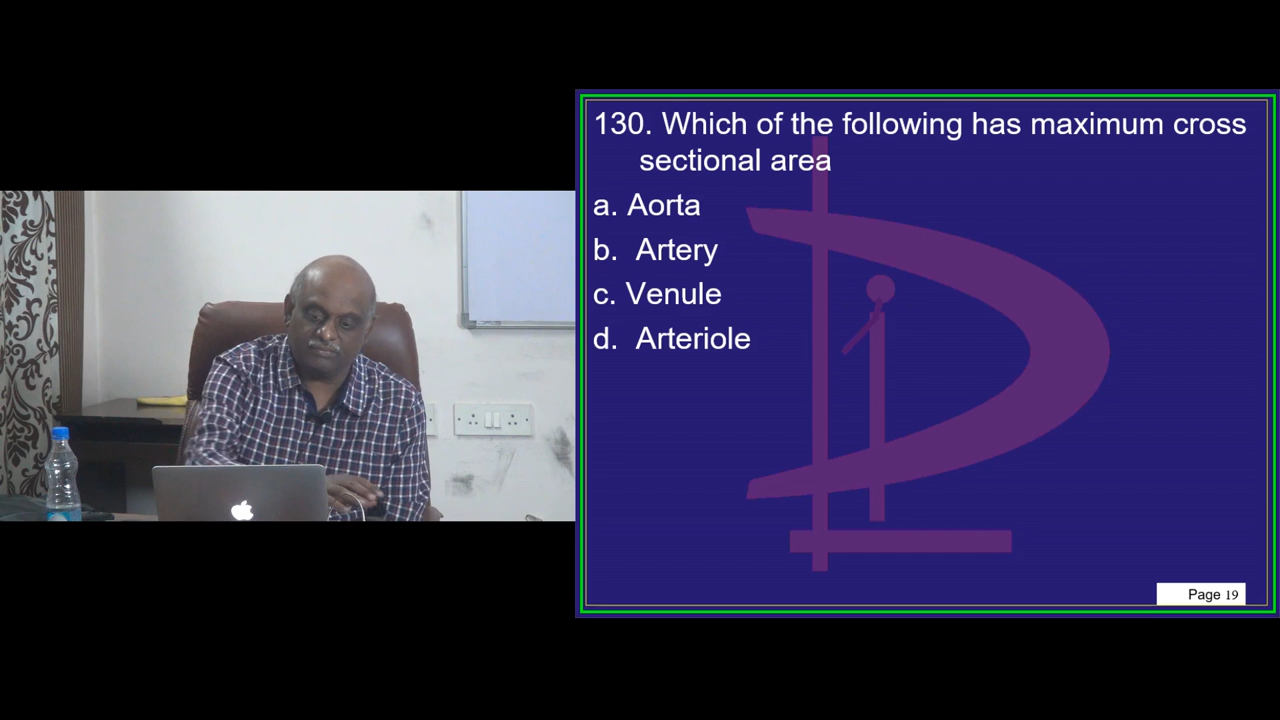 130. Which of the following has maximum cross
sectional area
a. Aorta
b. Artery
c. Venule
d. Arteriole
Page 19